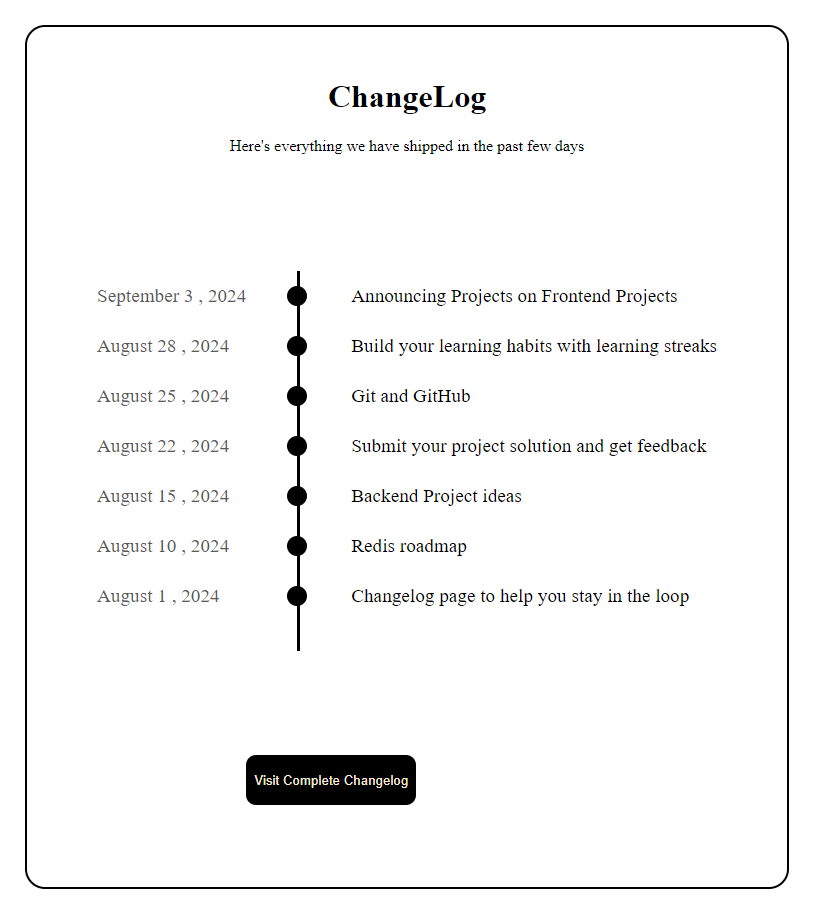 ChangeLog
Here's everything we have shipped in the past few days
September 3 , 2024 Announcing Projects on Frontend Projects
August 28 , 2024 Build your learning habits with learning streaks
August 25 , 2024 Git and GitHub
August 22 , 2024 Submit your project solution and get feedback
August 15 , 2024 Backend Project ideas
August 10 , 2024 Redis roadmap
August 1 , 2024 Changelog page to help you stay in the loop
Visit Complete Changelog